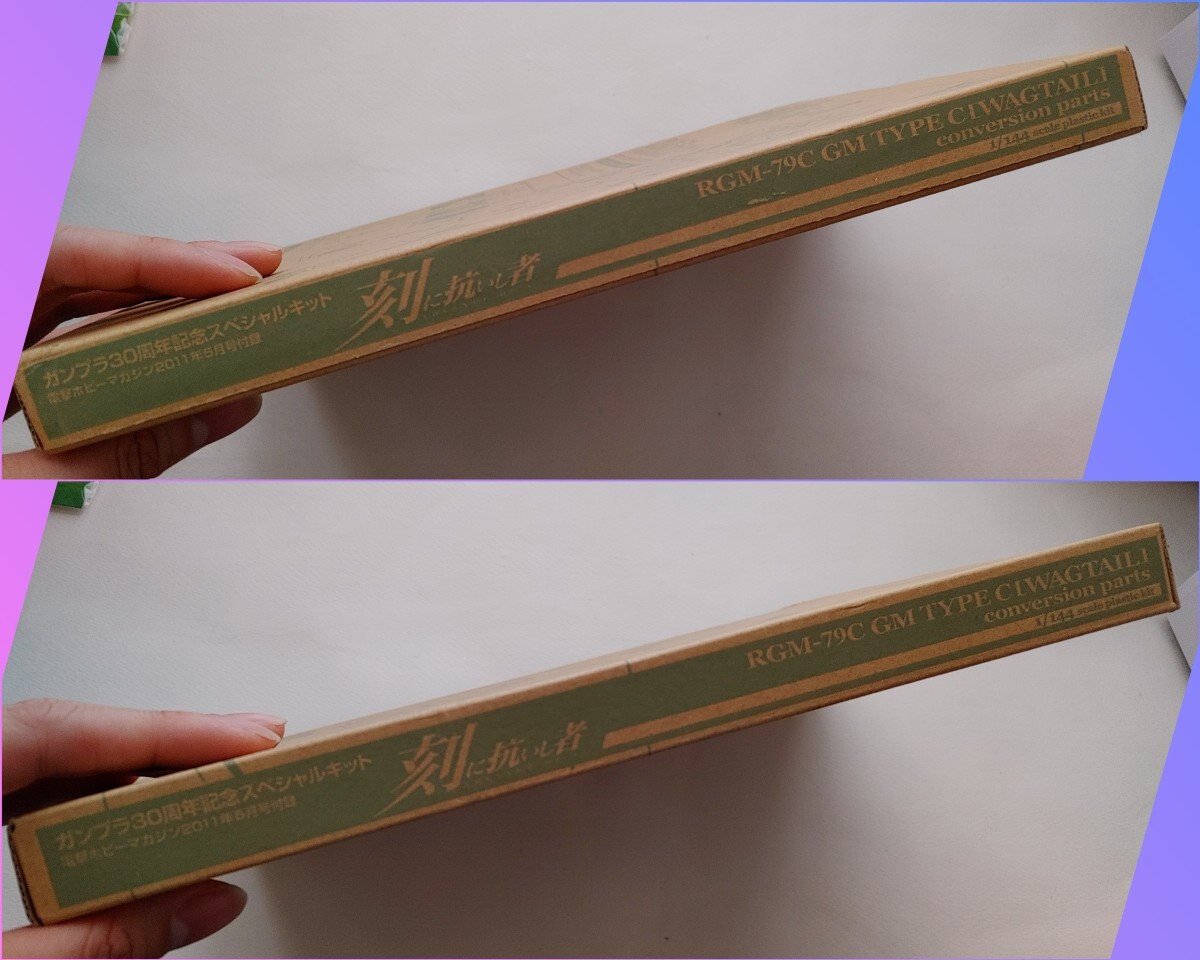 ガンプラ30周年記念スペシャルキット
電撃ホビーマガジン2011年5月号付録
刻に抗いし者
RGM-79C GM TYPE C[WAGTAIL]
conversion parts
1/144 scale plastic kit
ガンプラ30周年記念スペシャルキット
電撃ホビーマガジン2011年6月号付録
刻に抗いし者
RGM-79C GM TYPE C[WAGTAIL]
conversion parts
1/144 scale plastic kit